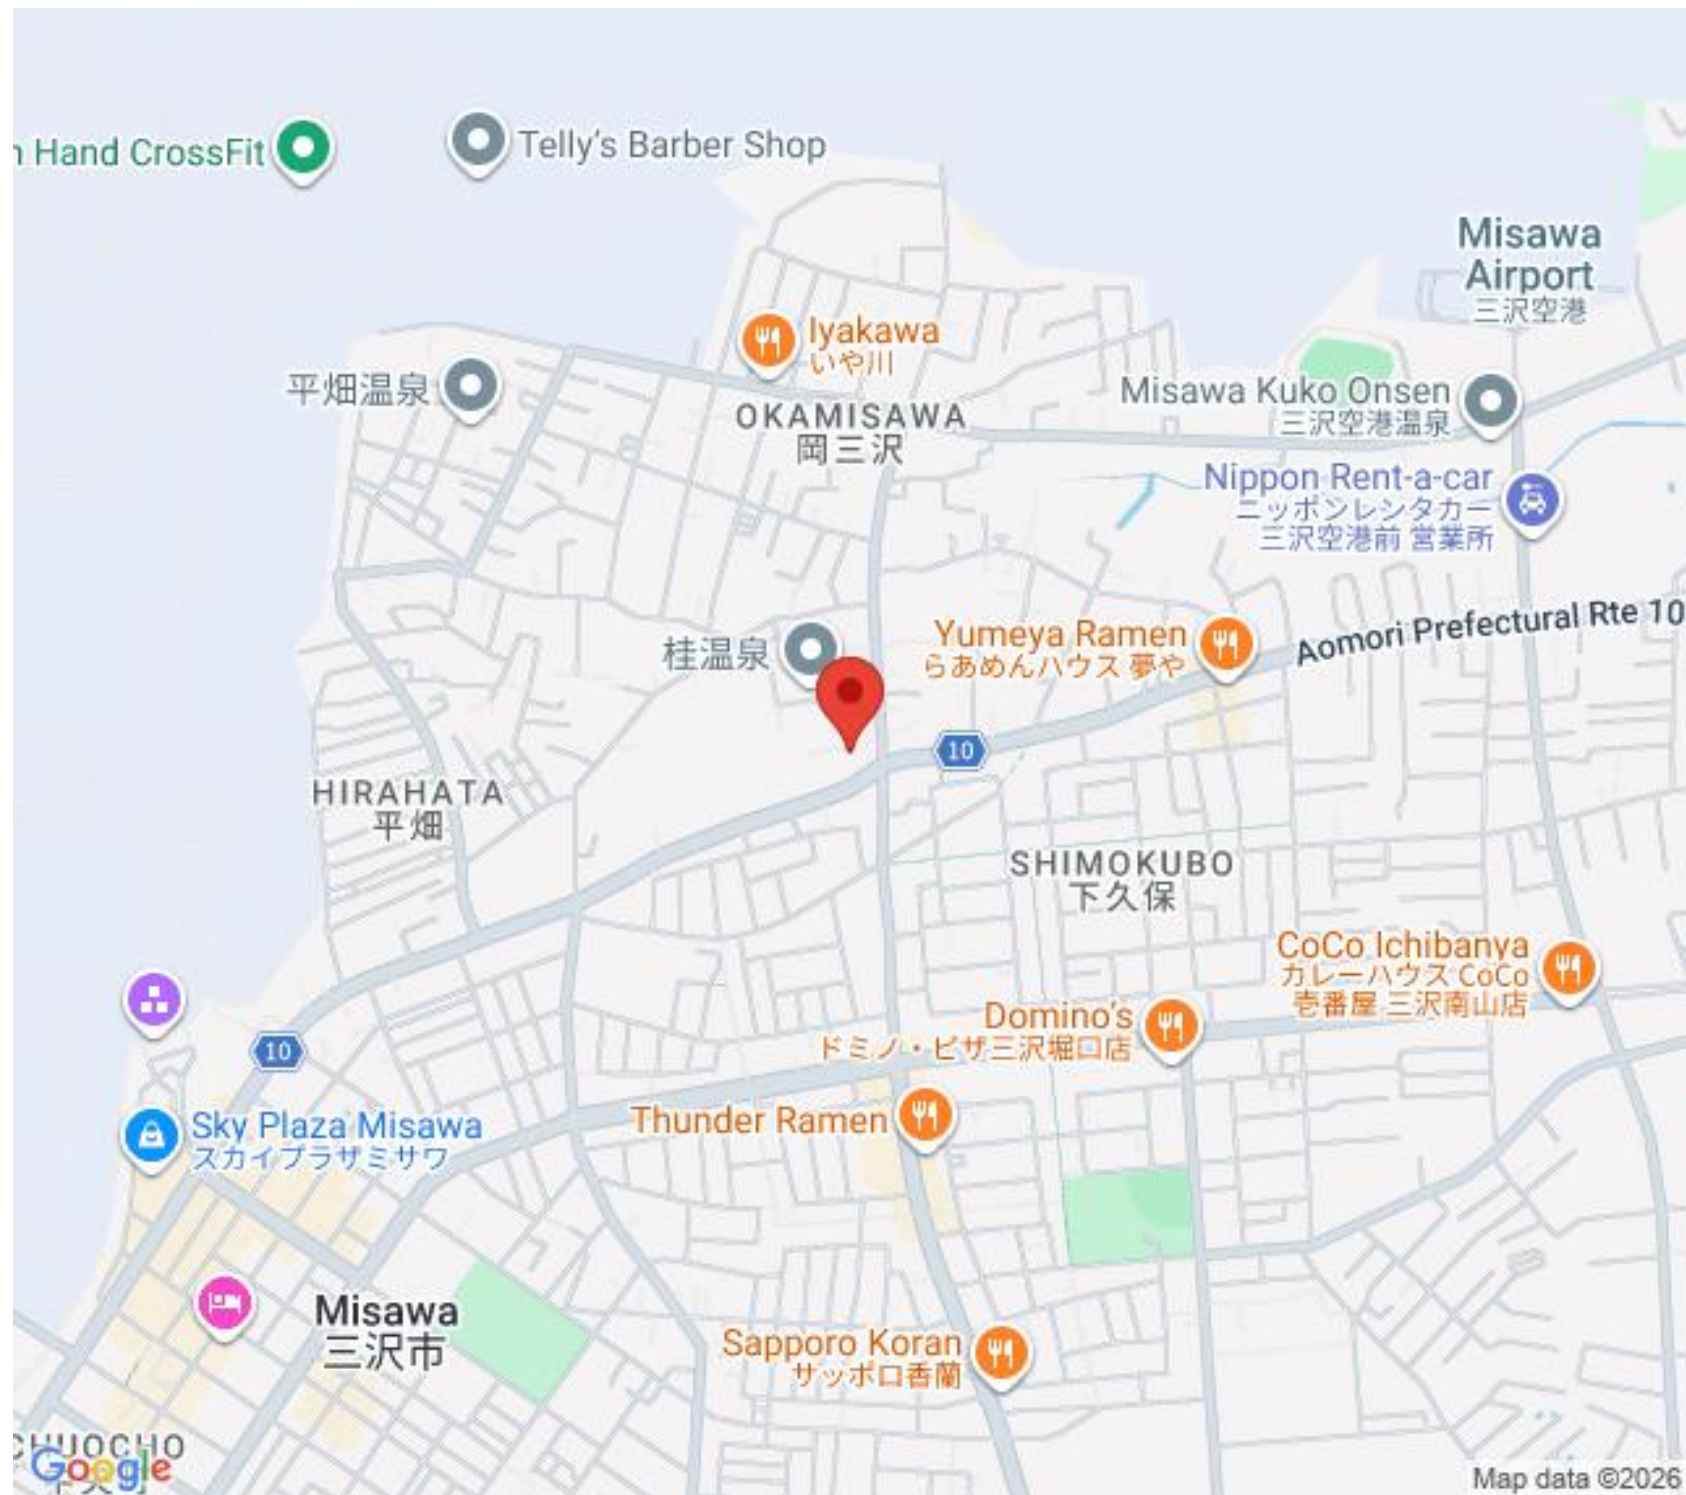 n Hand CrossFit
Telly's Barber Shop
Misawa
Airport
三沢空港
Iyakawa
いや川
平畑温泉
Misawa Kuko Onsen
三沢空港温泉
OKAMISAWA
岡三沢
Nippon Rent-a-car
ニッポンレンタカー
三沢空港前 営業所
Aomori Prefectural Rte 10
Yumeya Ramen
らあめんハウス 夢や
桂温泉
10
HIRAHATA
平畑
SHIMOKUBO
下久保
CoCo Ichibanya
カレーハウス CoCo
壱番屋 三沢南山店
Domino's
ドミノ・ピザ三沢堀口店
10
Sky Plaza Misawa
スカイプラザミサワ
Thunder Ramen
Misawa
三沢市
Sapporo Koran
サッポロ香蘭
CHUOCHO
Google
Map data ©2026